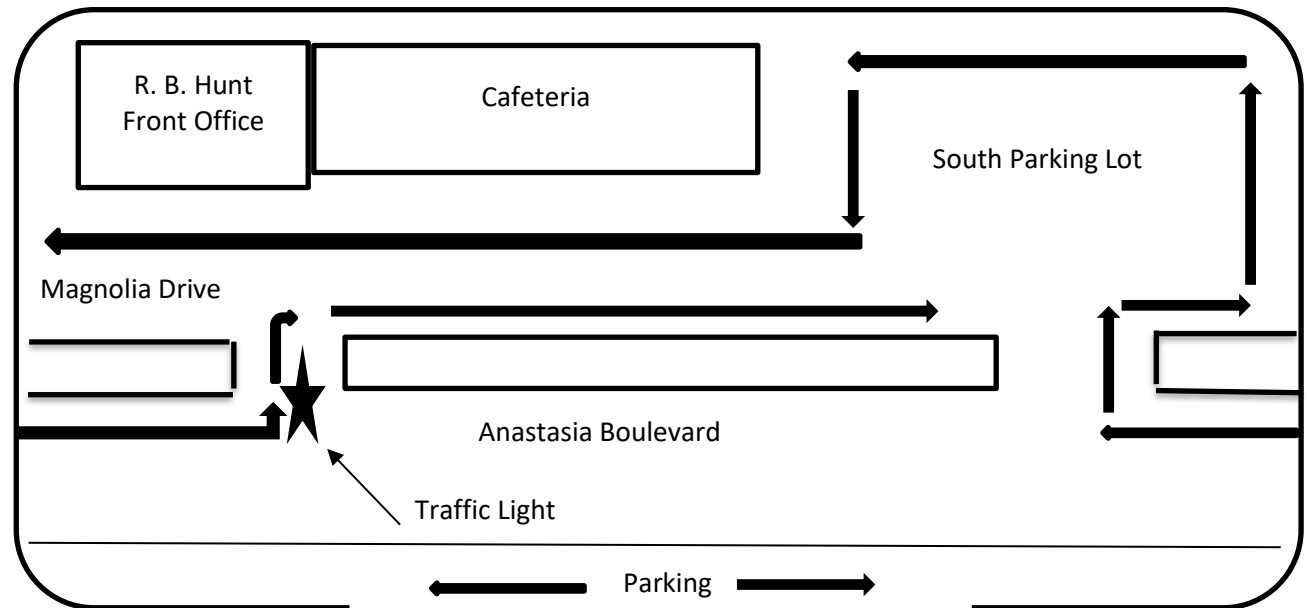 R. B. Hunt
Front Office
Cafeteria
South Parking Lot
Magnolia Drive
Anastasia Boulevard
Traffic Light
Parking